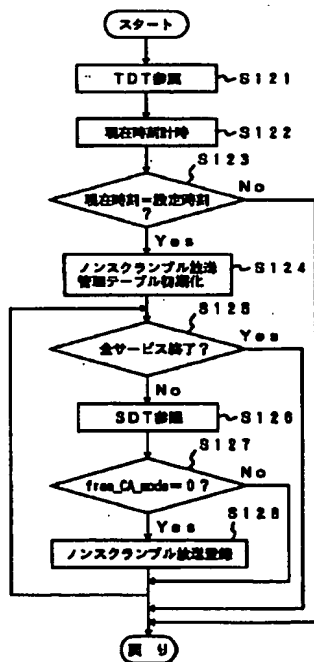 スタート
TDT参照
S121
現在時刻計時
S122
S123
現在時刻=設定時刻
?
No
Yes
ノンスクランブル放送
管理テーブル初期化
S124
S125
全サービス終了?
Yes
No
SDT参照
S126
S127
free_CA_mode=0?
No
Yes
S128
ノンスクランブル放送登録
戻り